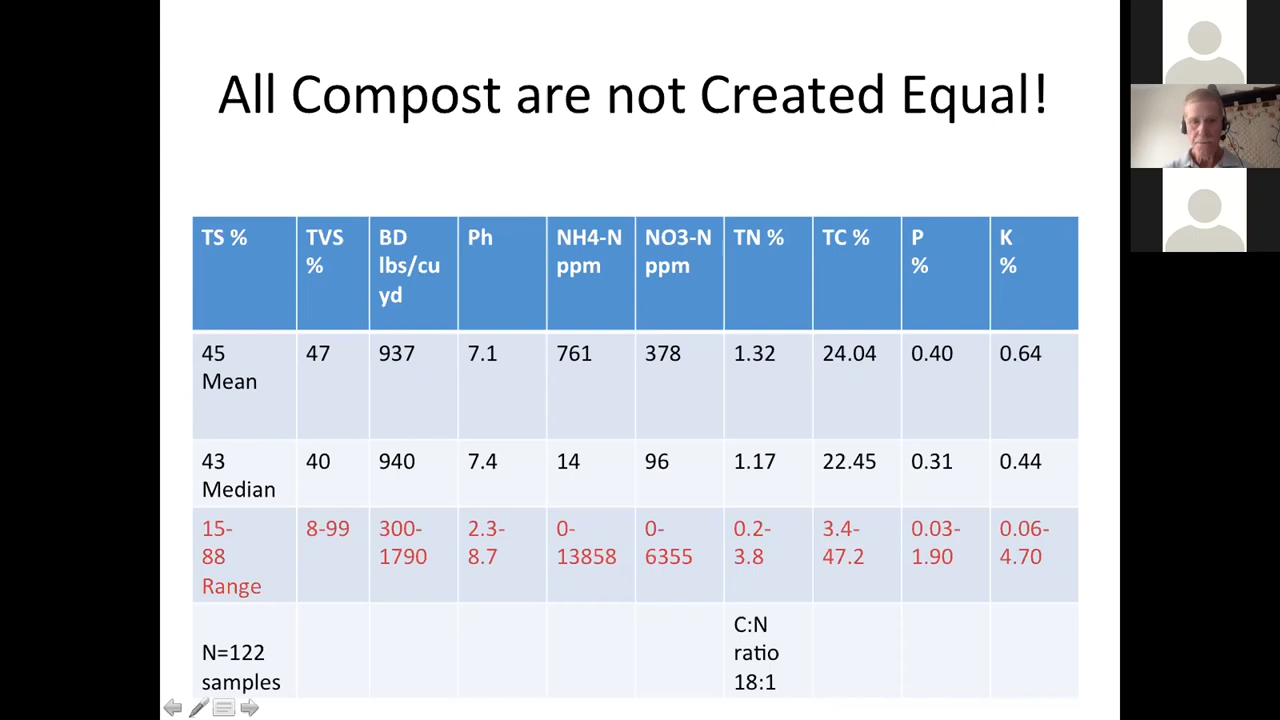 All Compost are not Created Equal!
TS % TVS BD Ph NH4-N NO3-N TN % TC % P K
% lbs/cu ppm ppm % %
yd
45 47 937 7.1 761 378 1.32 24.04 0.40 0.64
Mean
43 40 940 7.4 14 96 1.17 22.45 0.31 0.44
Median
15- 8-99 300- 2.3- 0- 0- 0.2- 3.4- 0.03- 0.06-
88 1790 8.7 13858 6355 3.8 47.2 1.90 4.70
Range
C:N
N=122 ratio
samples 18:1